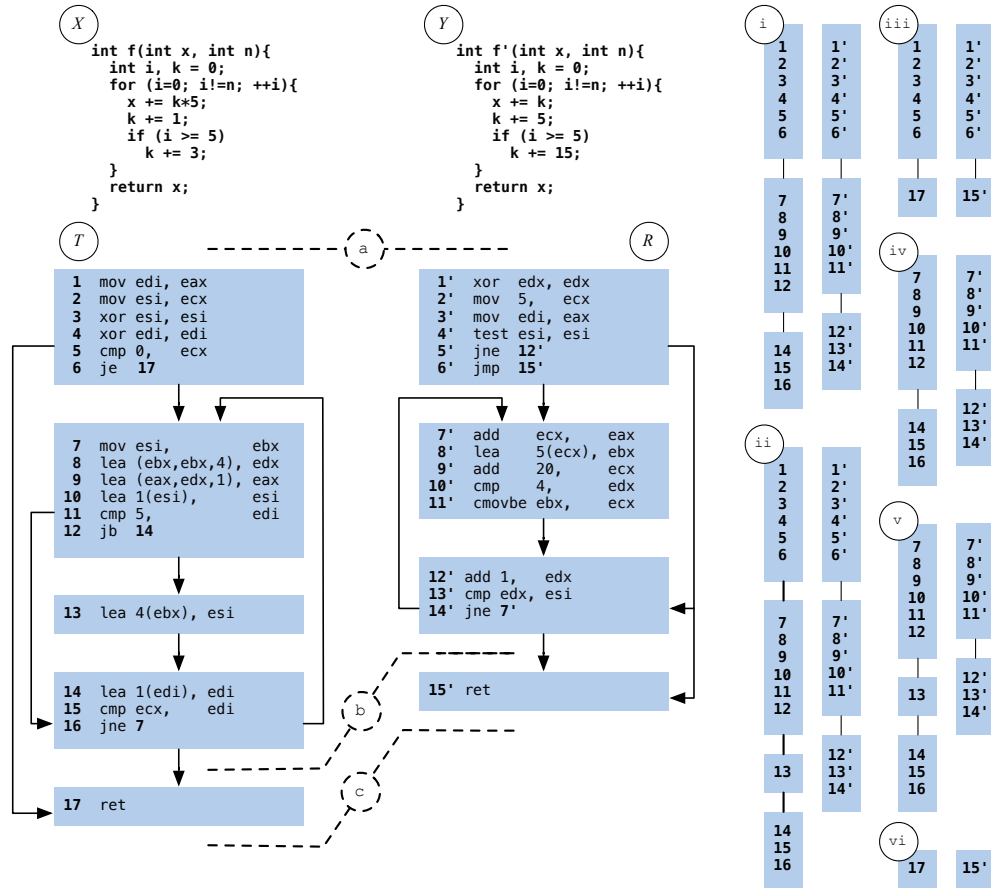 X
int f(int x, int n){
int i, k = 0;
for (i=0; i!=n; ++i){
x += k*5;
k += 1;
if (i >= 5)
k += 3;
}
return x;
}
Y
int f'(int x, int n){
int i, k = 0;
for (i=0; i!=n; ++i){
x += k;
k += 5;
if (i >= 5)
k += 15;
}
return x;
}
T
a
R
1 mov edi, eax
2 mov esi, ecx
3 xor esi, esi
4 xor edi, edi
5 cmp 0, ecx
6 je 17
7 mov esi, ebx
8 lea (ebx,ebx,4), edx
9 lea (eax,edx,1), eax
10 lea 1(esi), esi
11 cmp 5, edi
12 jb 14
13 lea 4(ebx), esi
14 lea 1(edi), edi
15 cmp ecx, edi
16 jne 7
17 ret
1' xor edx, edx
2' mov 5, ecx
3' mov edi, eax
4' test esi, esi
5' jne 12'
6' jmp 15'
7' add ecx, eax
8' lea 5(ecx), ebx
9' add 20, ecx
10' cmp 4, edx
11' cmovbe ebx, ecx
12' add 1, edx
13' cmp edx, esi
14' jne 7'
15' ret
b
c
i
1 1'
2 2'
3 3'
4 4'
5 5'
6 6'
7 7'
8 8'
9 9'
10 10'
11 11'
12
14 12'
15 13'
16 14'
ii
1 1'
2 2'
3 3'
4 4'
5 5'
6 6'
7 7'
8 8'
9 9'
10 10'
11 11'
12
13
12'
13'
14'
14
15
16
iii
1 1'
2 2'
3 3'
4 4'
5 5'
6 6'
17 15'
iv
7 7'
8 8'
9 9'
10 10'
11 11'
12
14 12'
15 13'
16 14'
v
7 7'
8 8'
9 9'
10 10'
11 11'
12
13
12'
13'
14'
14
15
16
vi
17 15'